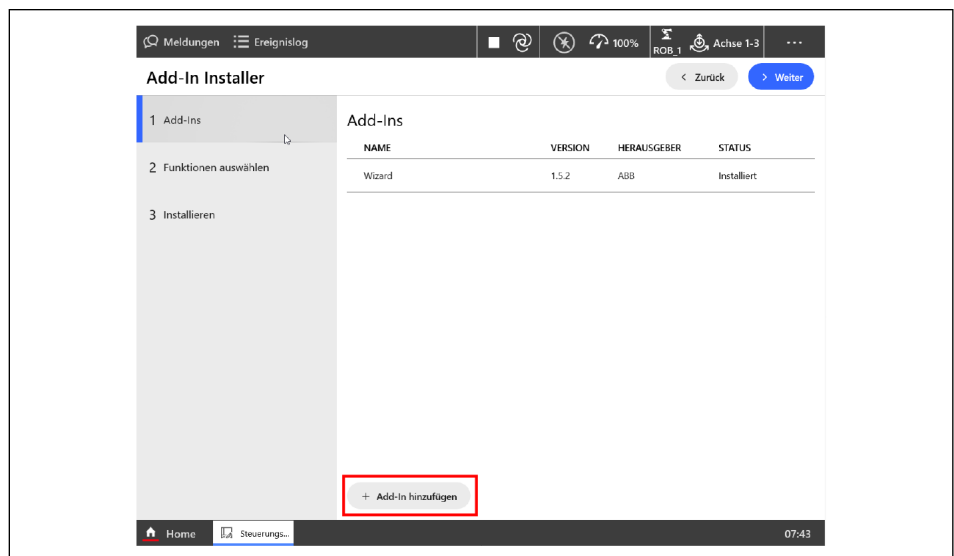 Meldungen Ereignislog 100% ROB_1 Achse 1-3 ...
Add-In Installer < Zurück > Weiter
1 Add-Ins
2 Funktionen auswählen
3 Installieren
Add-Ins
NAME VERSION HERAUSGEBER STATUS
Wizard 1.5.2 ABB Installiert
+ Add-In hinzufügen
Home Steuerungs... 07:43